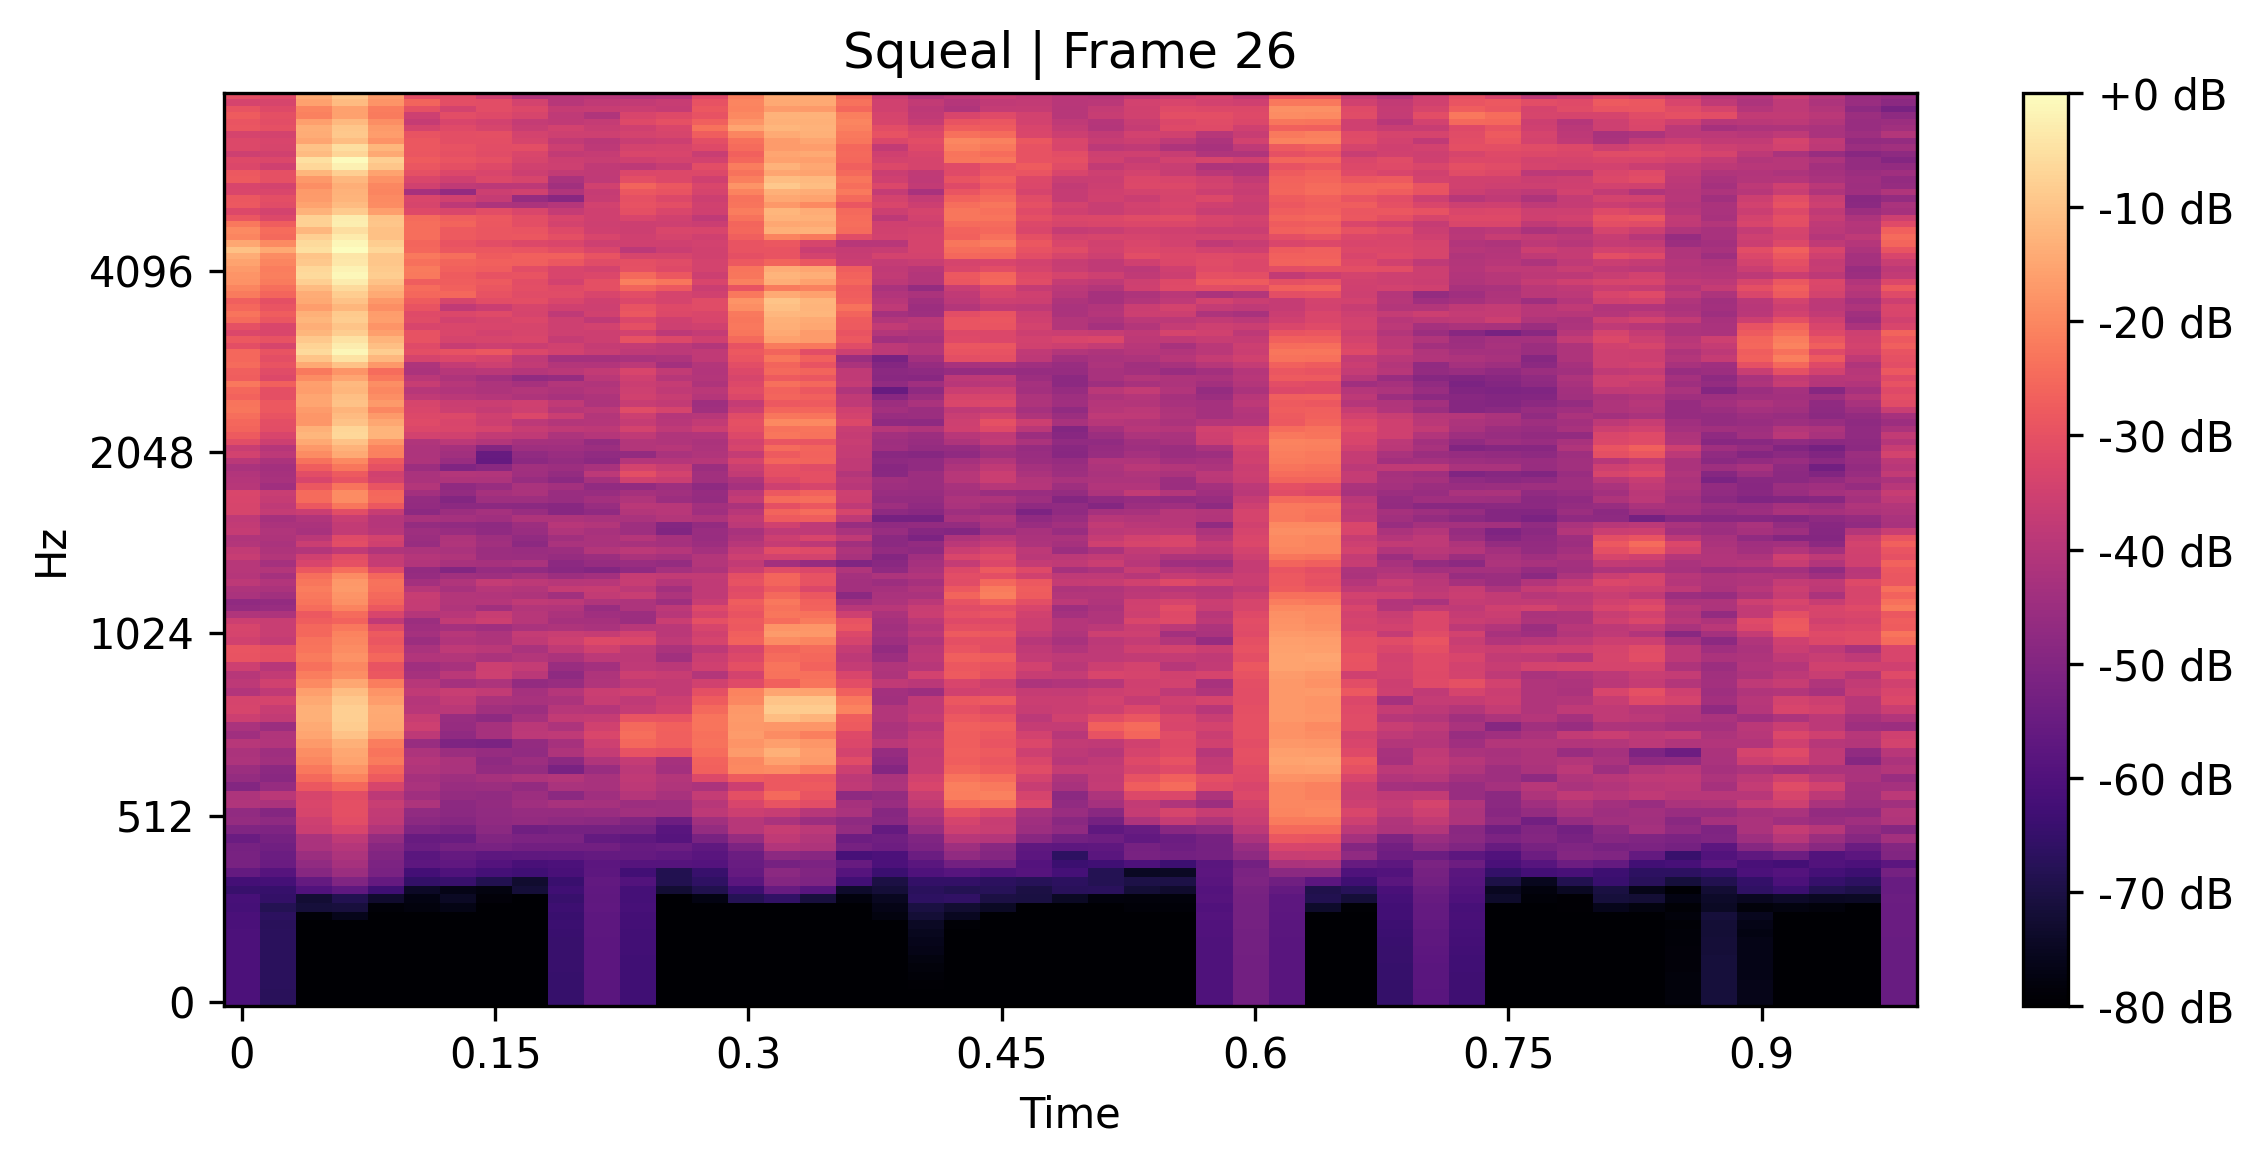 Squeal | Frame 26
Hz
4096
2048
1024
512
0
0 0.15 0.3 0.45 0.6 0.75 0.9
Time
+0 dB
-10 dB
-20 dB
-30 dB
-40 dB
-50 dB
-60 dB
-70 dB
-80 dB